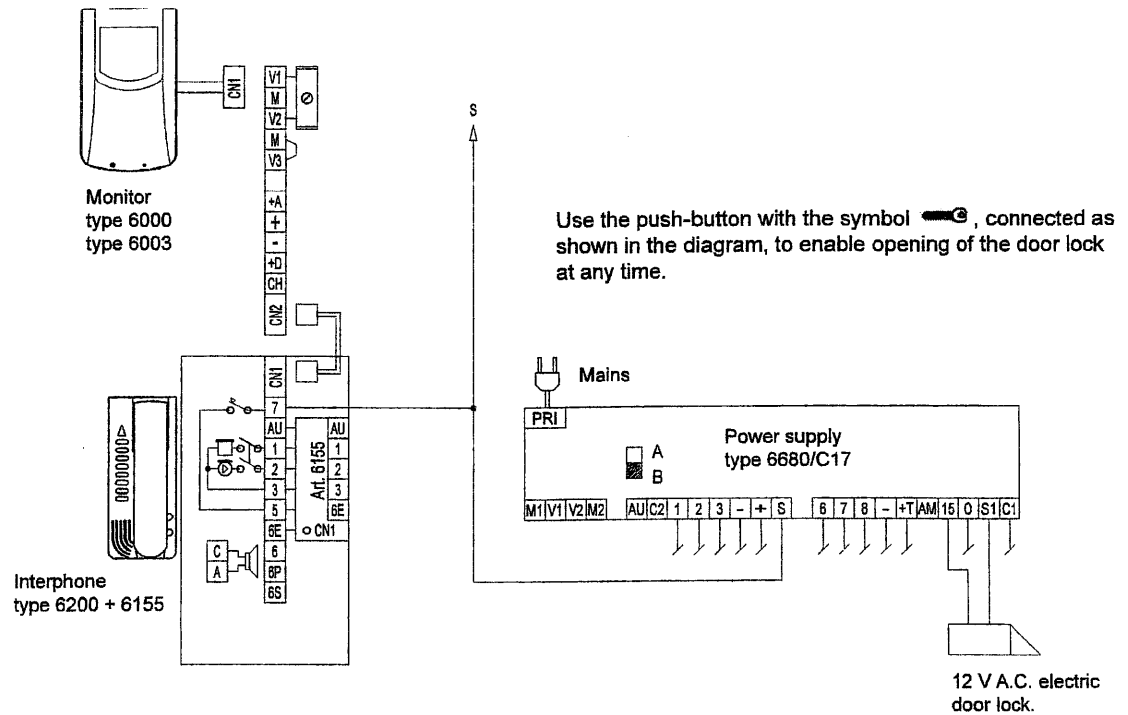 CN1
V1
M
V2
M
V3
+A
+
-
+D
CH
CN2
S
Monitor
type 6000
type 6003
Use the push-button with the symbol , connected as
shown in the diagram, to enable opening of the door lock
at any time.
CN1
7
AU
1
2
3
5
6E
6
6P
6S
AU
1
2
3
6E
Art. 6155
CN1
C
A
Interphone
type 6200 + 6155
Mains
PRI
A
B
Power supply
type 6680/C17
M1 V1 V2 M2 AU C2 1 2 3 - + S 6 7 8 - +T AM 15 0 S1 C1
12 V A.C. electric
door lock.